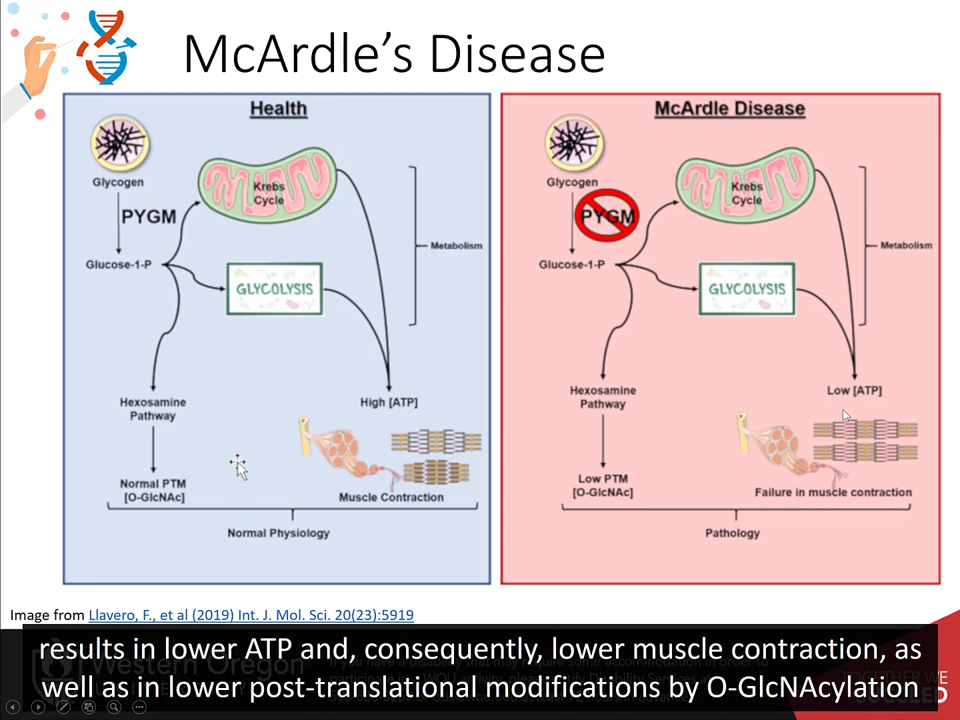 McArdle's Disease
Health
Glycogen
PYGM
Glucose-1-P
Krebs
Cycle
GLYCOLYSIS
Metabolism
Hexosamine
Pathway
High [ATP]
Normal PTM
[O-GlcNAc]
Muscle Contraction
Normal Physiology
McArdle Disease
Glycogen
PYGM
Glucose-1-P
Krebs
Cycle
GLYCOLYSIS
Metabolism
Hexosamine
Pathway
Low [ATP]
Low PTM
[O-GlcNAc]
Failure in muscle contraction
Pathology
Image from Llavero, F., et al (2019) Int. J. Mol. Sci. 20(23):5919
results in lower ATP and, consequently, lower muscle contraction, as
well as in lower post-translational modifications by O-GlcNAcylation